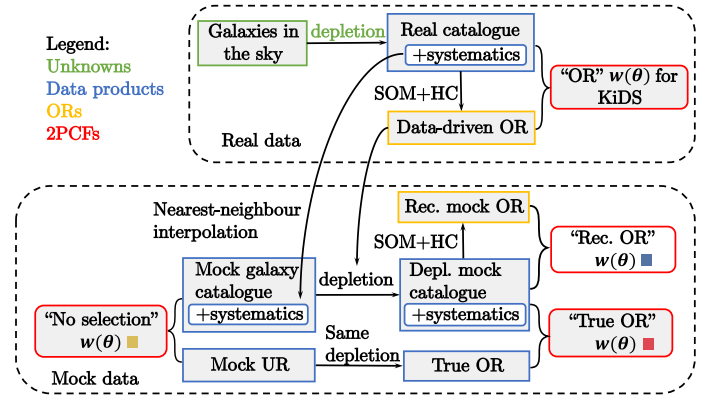 Legend:
Unknowns
Data products
ORs
2PCFs
Galaxies in
the sky
depletion
Real catalogue
+systematics
SOM+HC
Data-driven OR
"OR" w(θ) for
KiDS
Real data
Nearest-neighbour
interpolation
Rec. mock OR
SOM+HC
Mock galaxy
catalogue
+systematics
depletion
Depl. mock
catalogue
+systematics
"Rec. OR"
w(θ)
"No selection"
w(θ)
Same
depletion
"True OR"
w(θ)
Mock UR
True OR
Mock data